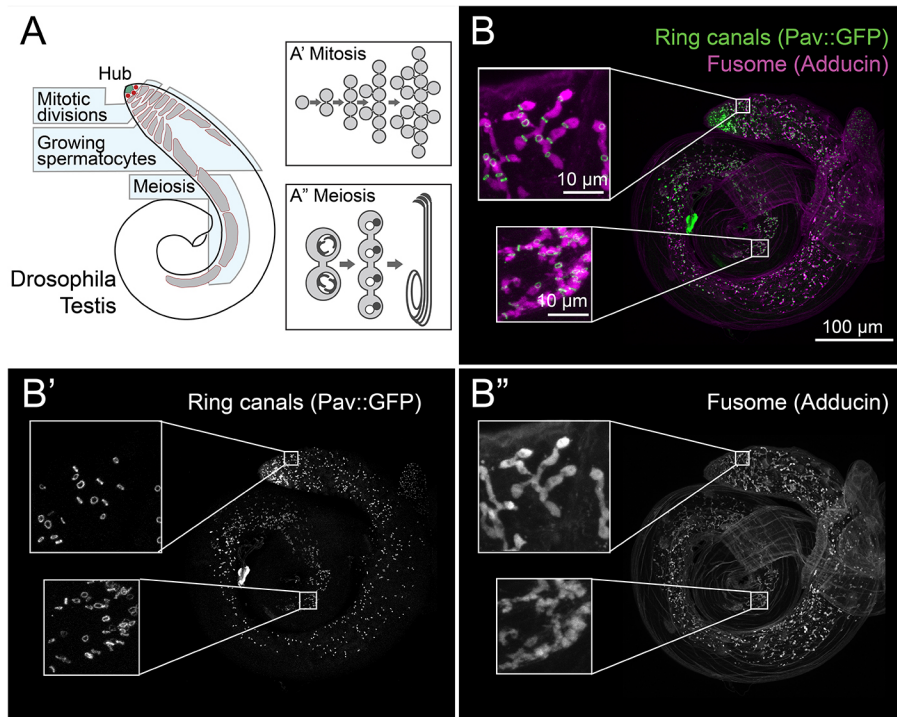 A
Hub
Mitotic
divisions
Growing
spermatocytes
Meiosis
Drosophila
Testis
A' Mitosis
A" Meiosis
B
Ring canals (Pav::GFP)
Fusome (Adducin)
10 µm
10 µm
100 µm
B'
Ring canals (Pav::GFP)
B"
Fusome (Adducin)